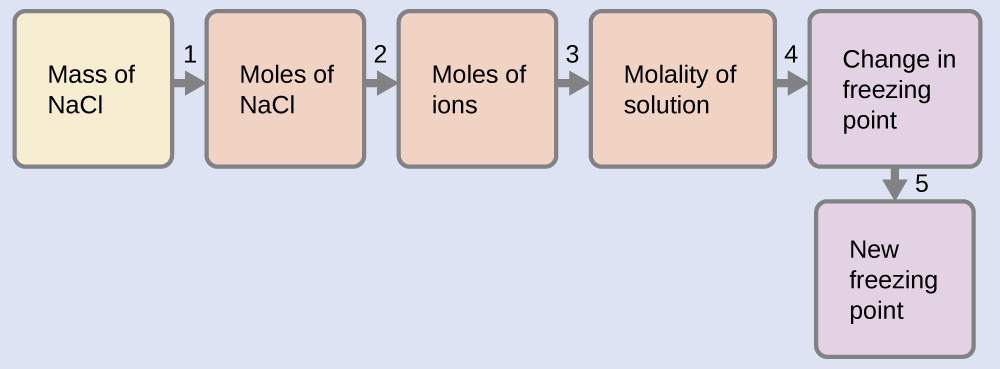 Mass of
NaCl
1
Moles of
NaCl
2
Moles of
ions
3
Molality of
solution
4
Change in
freezing
point
5
New
freezing
point